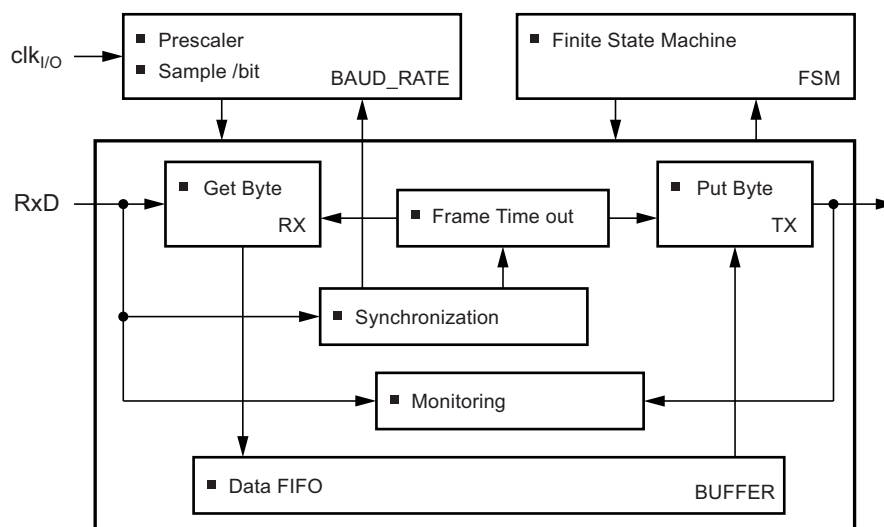 clkI/O
■ Prescaler
■ Sample /bit
BAUD_RATE
■ Finite State Machine
FSM
RxD
■ Get Byte
RX
■ Frame Time out
■ Put Byte
TX
■ Synchronization
■ Monitoring
■ Data FIFO
BUFFER